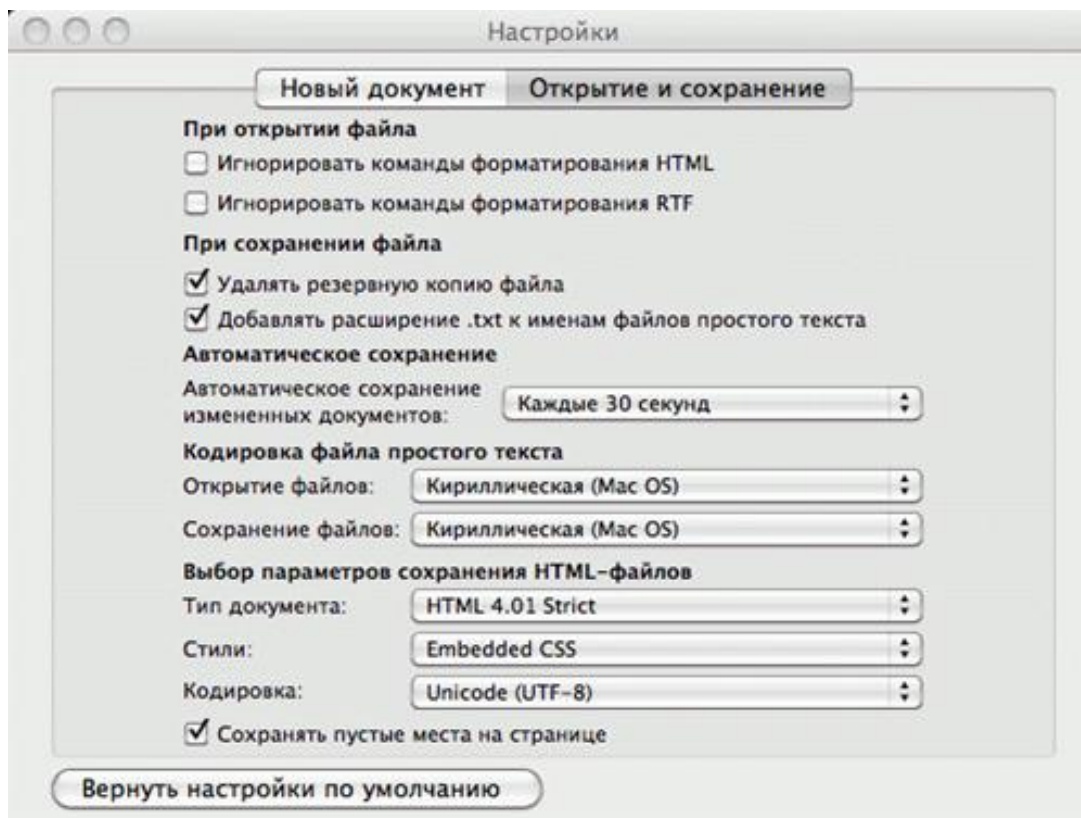 Настройки
Новый документ Открытие и сохранение
При открытии файла
Игнорировать команды форматирования HTML
Игнорировать команды форматирования RTF
При сохранении файла
Удалять резервную копию файла
Добавлять расширение .txt к именам файлов простого текста
Автоматическое сохранение
Автоматическое сохранение
измененных документов: Каждые 30 секунд
Кодировка файла простого текста
Открытие файлов: Кириллическая (Mac OS)
Сохранение файлов: Кириллическая (Mac OS)
Выбор параметров сохранения HTML-файлов
Тип документа: HTML 4.01 Strict
Стили: Embedded CSS
Кодировка: Unicode (UTF-8)
Сохранять пустые места на странице
Вернуть настройки по умолчанию